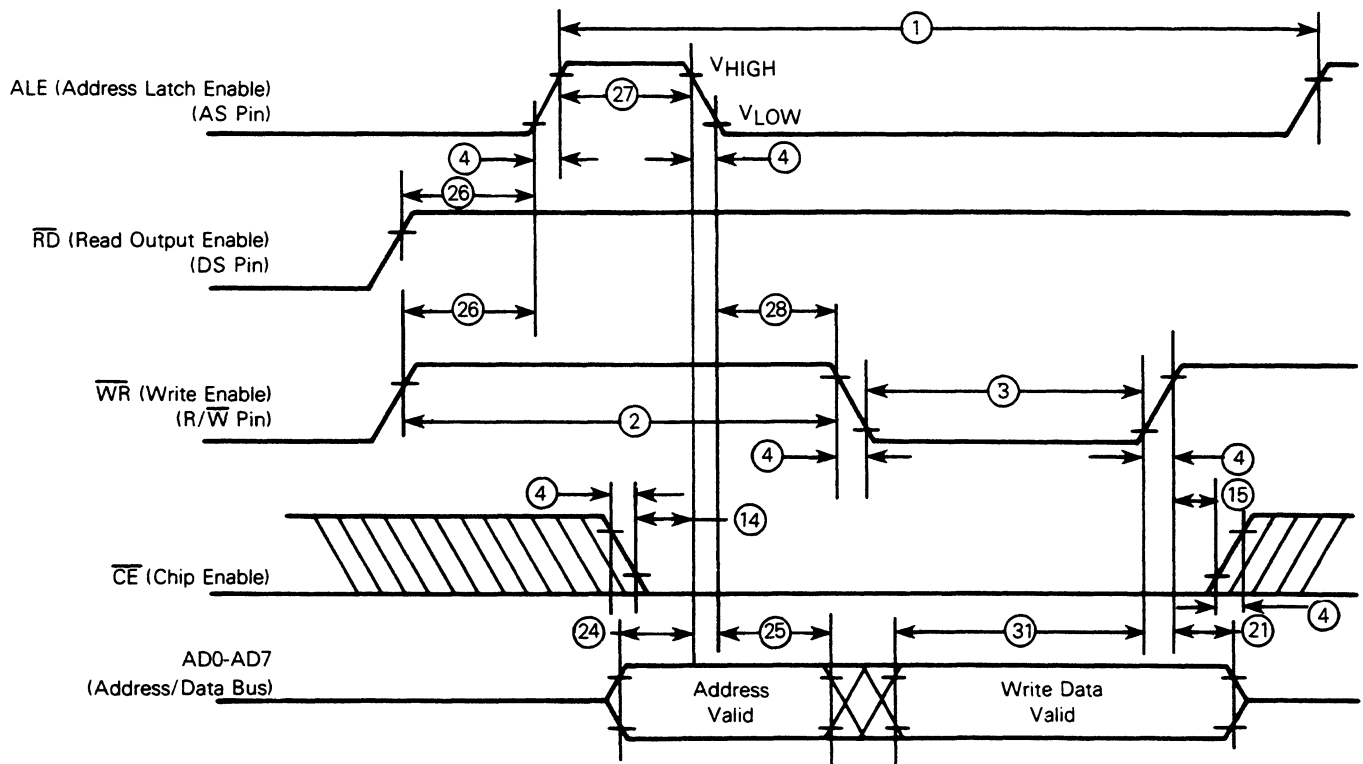 1
ALE (Address Latch Enable)
(AS Pin)
27
VHIGH
VLOW
4
4
26
RD (Read Output Enable)
(DS Pin)
26
28
WR (Write Enable)
(R/W Pin)
3
2
4
4
4
14
15
CE (Chip Enable)
4
24
25
31
21
AD0-AD7
(Address/Data Bus)
Address
Valid
Write Data
Valid